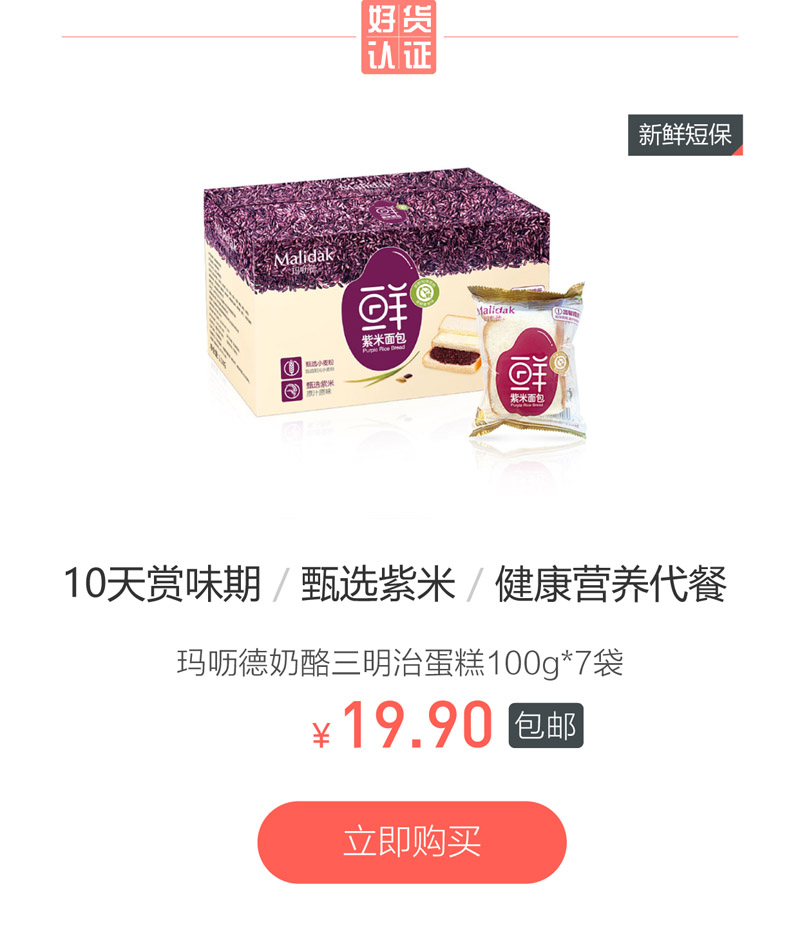 好货
认证
新鲜短保
Malidak
玛呖德
鲜
紫米面包
Purple Rice Bread
甄选小麦粉
甄选紫米
原汁原味
Malidak
鲜
紫米面包
Purple Rice Bread
10天赏味期 / 甄选紫米 / 健康营养代餐
玛呖德奶酪三明治蛋糕100g*7袋
¥19.90 包邮
立即购买